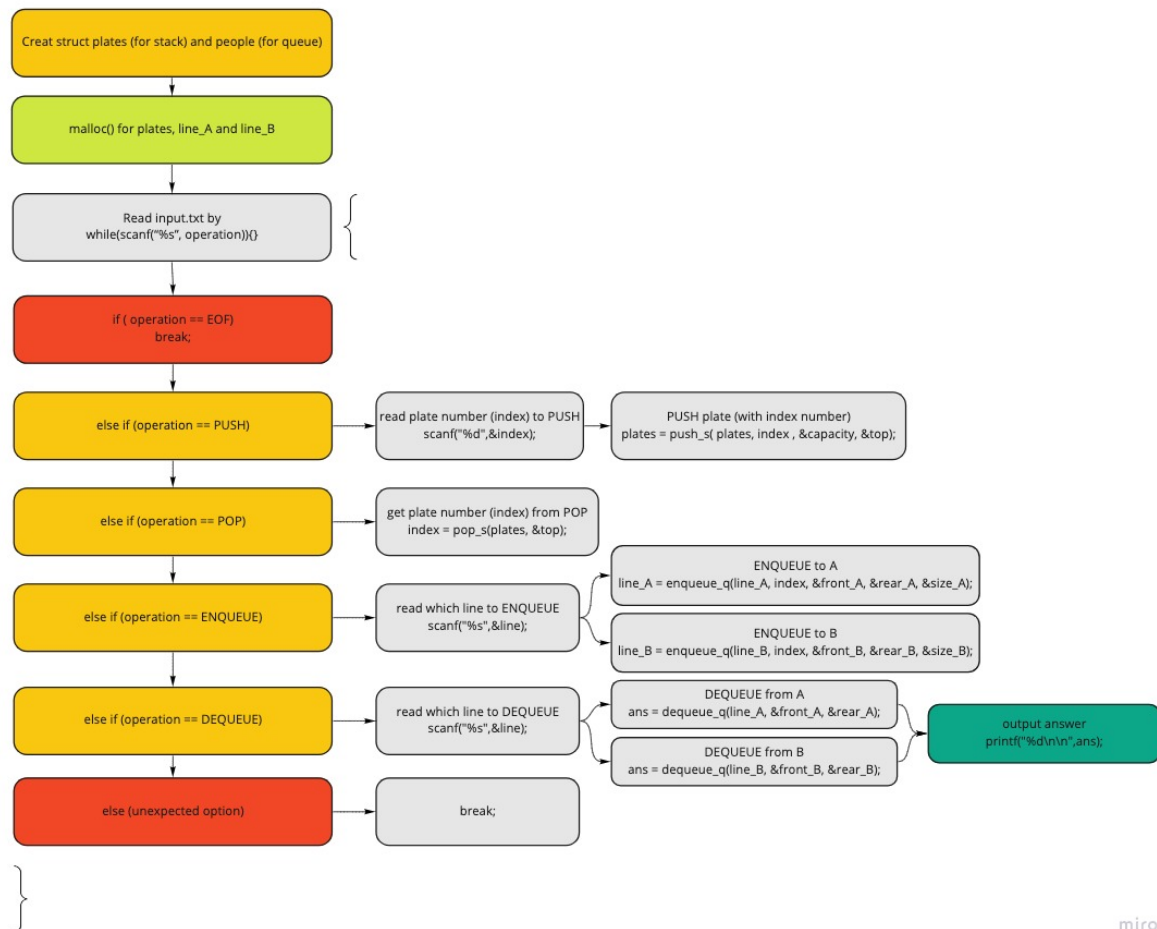 Creat struct plates (for stack) and people (for queue)
malloc() for plates, line_A and line_B
Read input.txt by
while(scanf("%s", operation)){}
{
if ( operation == EOF)
break;
else if (operation == PUSH)
read plate number (index) to PUSH
scanf("%d",&index);
PUSH plate (with index number)
plates = push_s( plates, index , &capacity, &top);
else if (operation == POP)
get plate number (index) from POP
index = pop_s(plates, &top);
else if (operation == ENQUEUE)
read which line to ENQUEUE
scanf("%s",&line);
ENQUEUE to A
line_A = enqueue_q(line_A, index, &front_A, &rear_A, &size_A);
ENQUEUE to B
line_B = enqueue_q(line_B, index, &front_B, &rear_B, &size_B);
else if (operation == DEQUEUE)
read which line to DEQUEUE
scanf("%s",&line);
DEQUEUE from A
ans = dequeue_q(line_A, &front_A, &rear_A);
DEQUEUE from B
ans = dequeue_q(line_B, &front_B, &rear_B);
output answer
printf("%d\n\n",ans);
else (unexpected option)
break;
}
miro